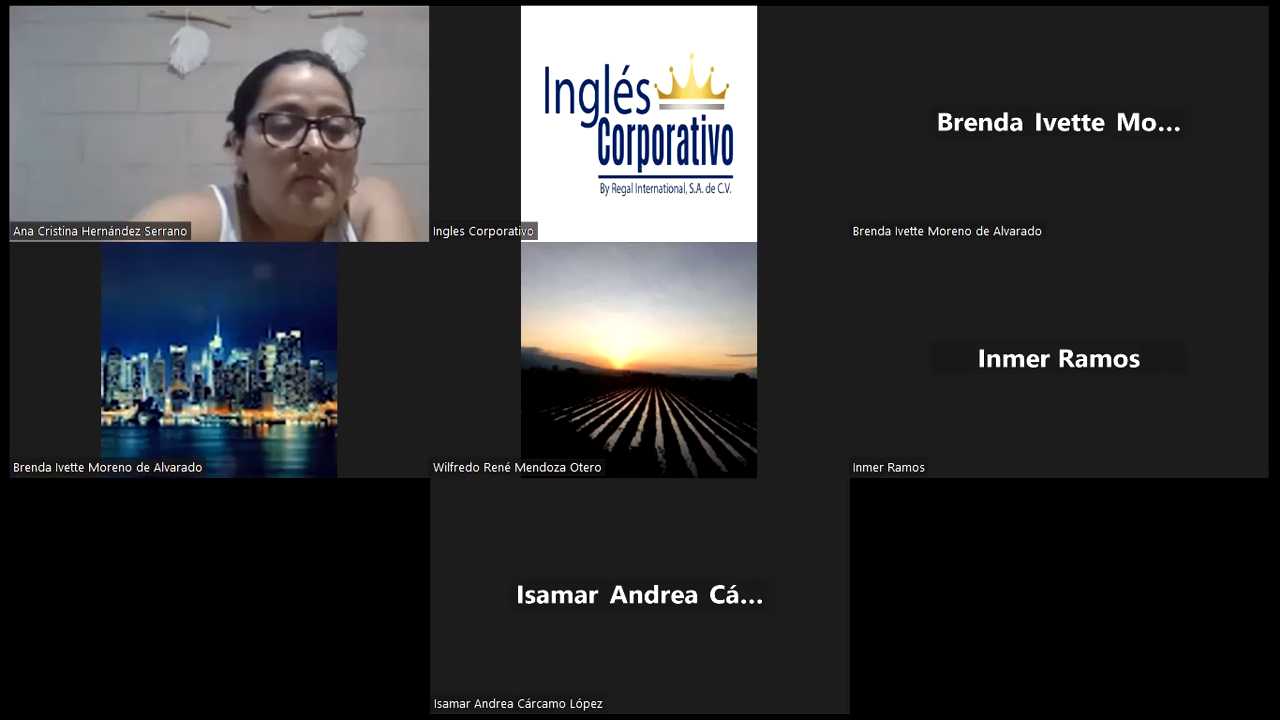 Ana Cristina Hernández Serrano
Inglés
Corporativo
By Regal International, S.A. de C.V.
Ingles Corporativo
Brenda Ivette Mo...
Brenda Ivette Moreno de Alvarado
Brenda Ivette Moreno de Alvarado
Wilfredo René Mendoza Otero
Inmer Ramos
Inmer Ramos
Isamar Andrea Cá...
Isamar Andrea Cárcamo López